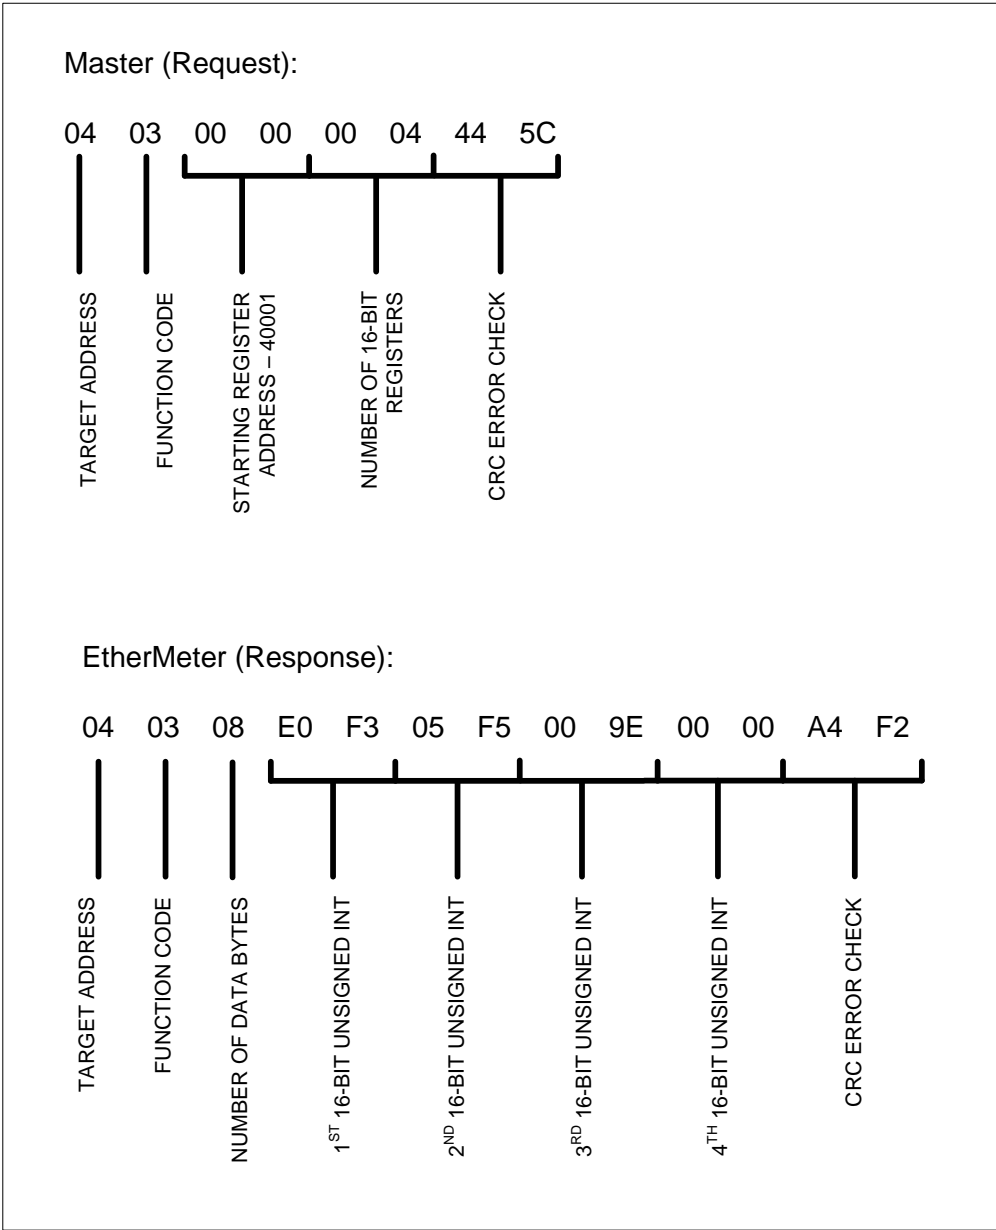 Master (Request):
04 03 00 00 00 04 44 5C
TARGET ADDRESS
FUNCTION CODE
STARTING REGISTER
ADDRESS – 40001
NUMBER OF 16-BIT
REGISTERS
CRC ERROR CHECK
EtherMeter (Response):
04 03 08 E0 F3 05 F5 00 9E 00 00 A4 F2
TARGET ADDRESS
FUNCTION CODE
NUMBER OF DATA BYTES
1ST 16-BIT UNSIGNED INT
2ND 16-BIT UNSIGNED INT
3RD 16-BIT UNSIGNED INT
4TH 16-BIT UNSIGNED INT
CRC ERROR CHECK